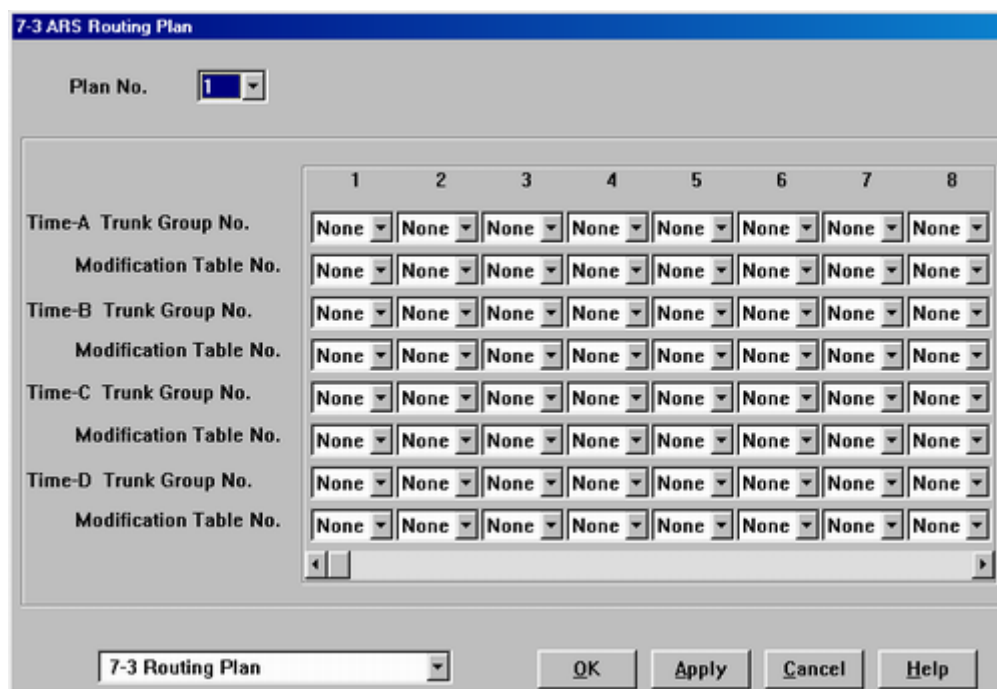 7-3 ARS Routing Plan
Plan No. 1
1 2 3 4 5 6 7 8
Time-A Trunk Group No. None None None None None None None None
Modification Table No. None None None None None None None None
Time-B Trunk Group No. None None None None None None None None
Modification Table No. None None None None None None None None
Time-C Trunk Group No. None None None None None None None None
Modification Table No. None None None None None None None None
Time-D Trunk Group No. None None None None None None None None
Modification Table No. None None None None None None None None
7-3 Routing Plan OK Apply Cancel Help